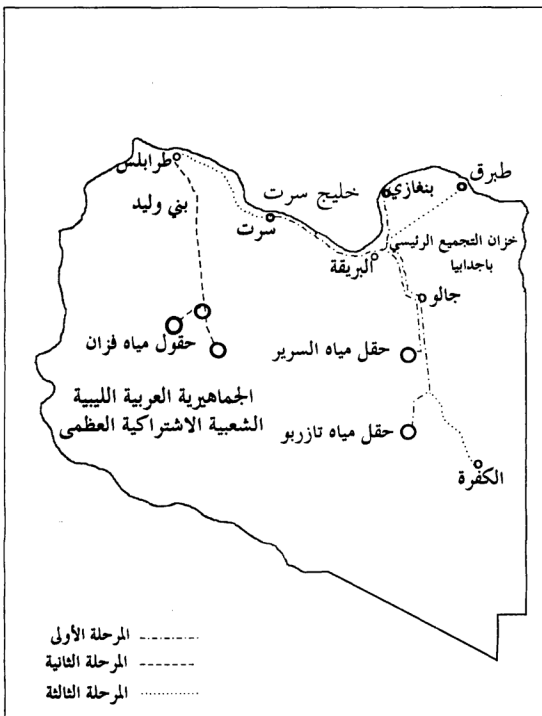 طرابلس
بني وليد
سرت
خليج سرت
بنغازي
طبرق
خزان التجميع الرئيسي
باجدابيا
البريقة
جالو
حقول مياه فزان
حقل مياه السرير
الجماهيرية العربية الليبية
الشعبية الاشتراكية العظمى
حقل مياه تازربو
الكفرة
المرحلة الأولى
المرحلة الثانية
المرحلة الثالثة